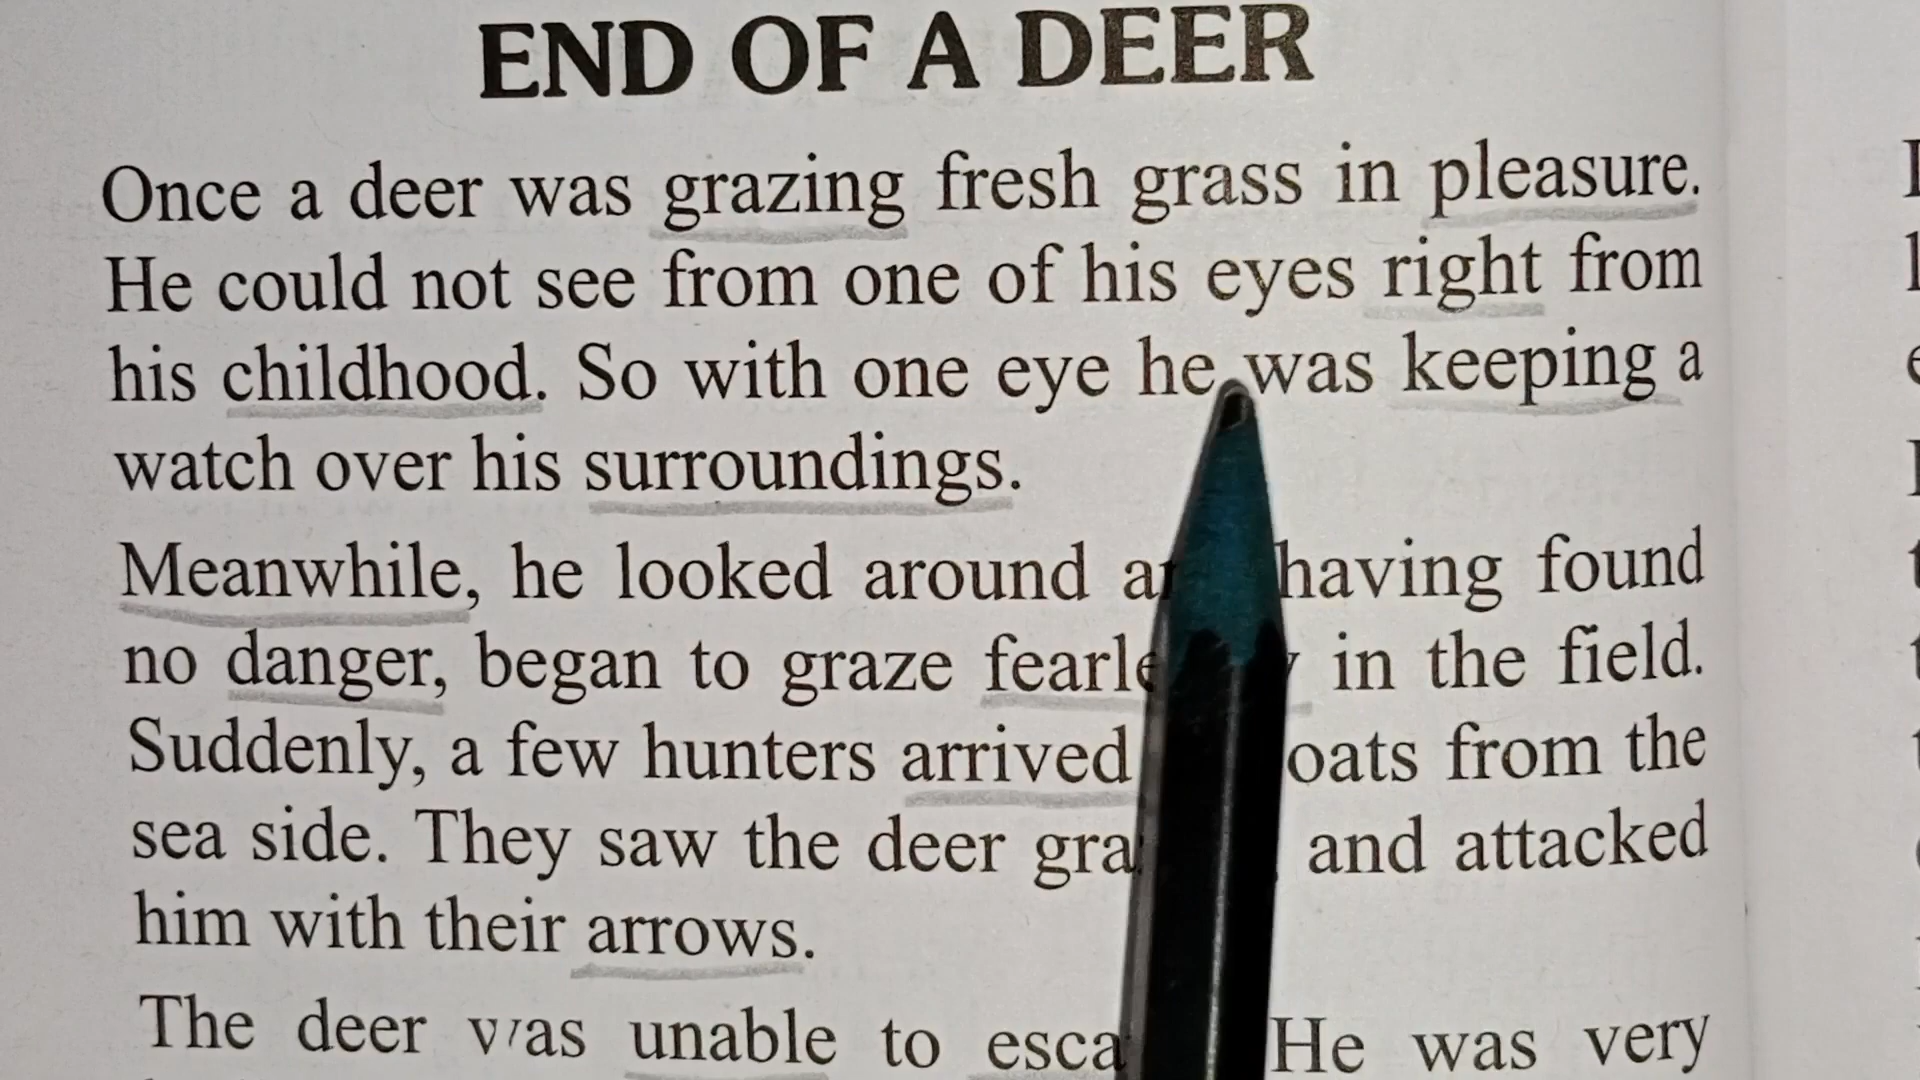 END OF A DEER
Once a deer was grazing fresh grass in pleasure.
He could not see from one of his eyes right from
his childhood. So with one eye he was keeping a
watch over his surroundings.
Meanwhile, he looked around having found
no danger, began to graze in the field.
Suddenly, a few hunters arrived from the
sea side. They saw the deer and attacked
him with their arrows.
The deer was unable to He was very